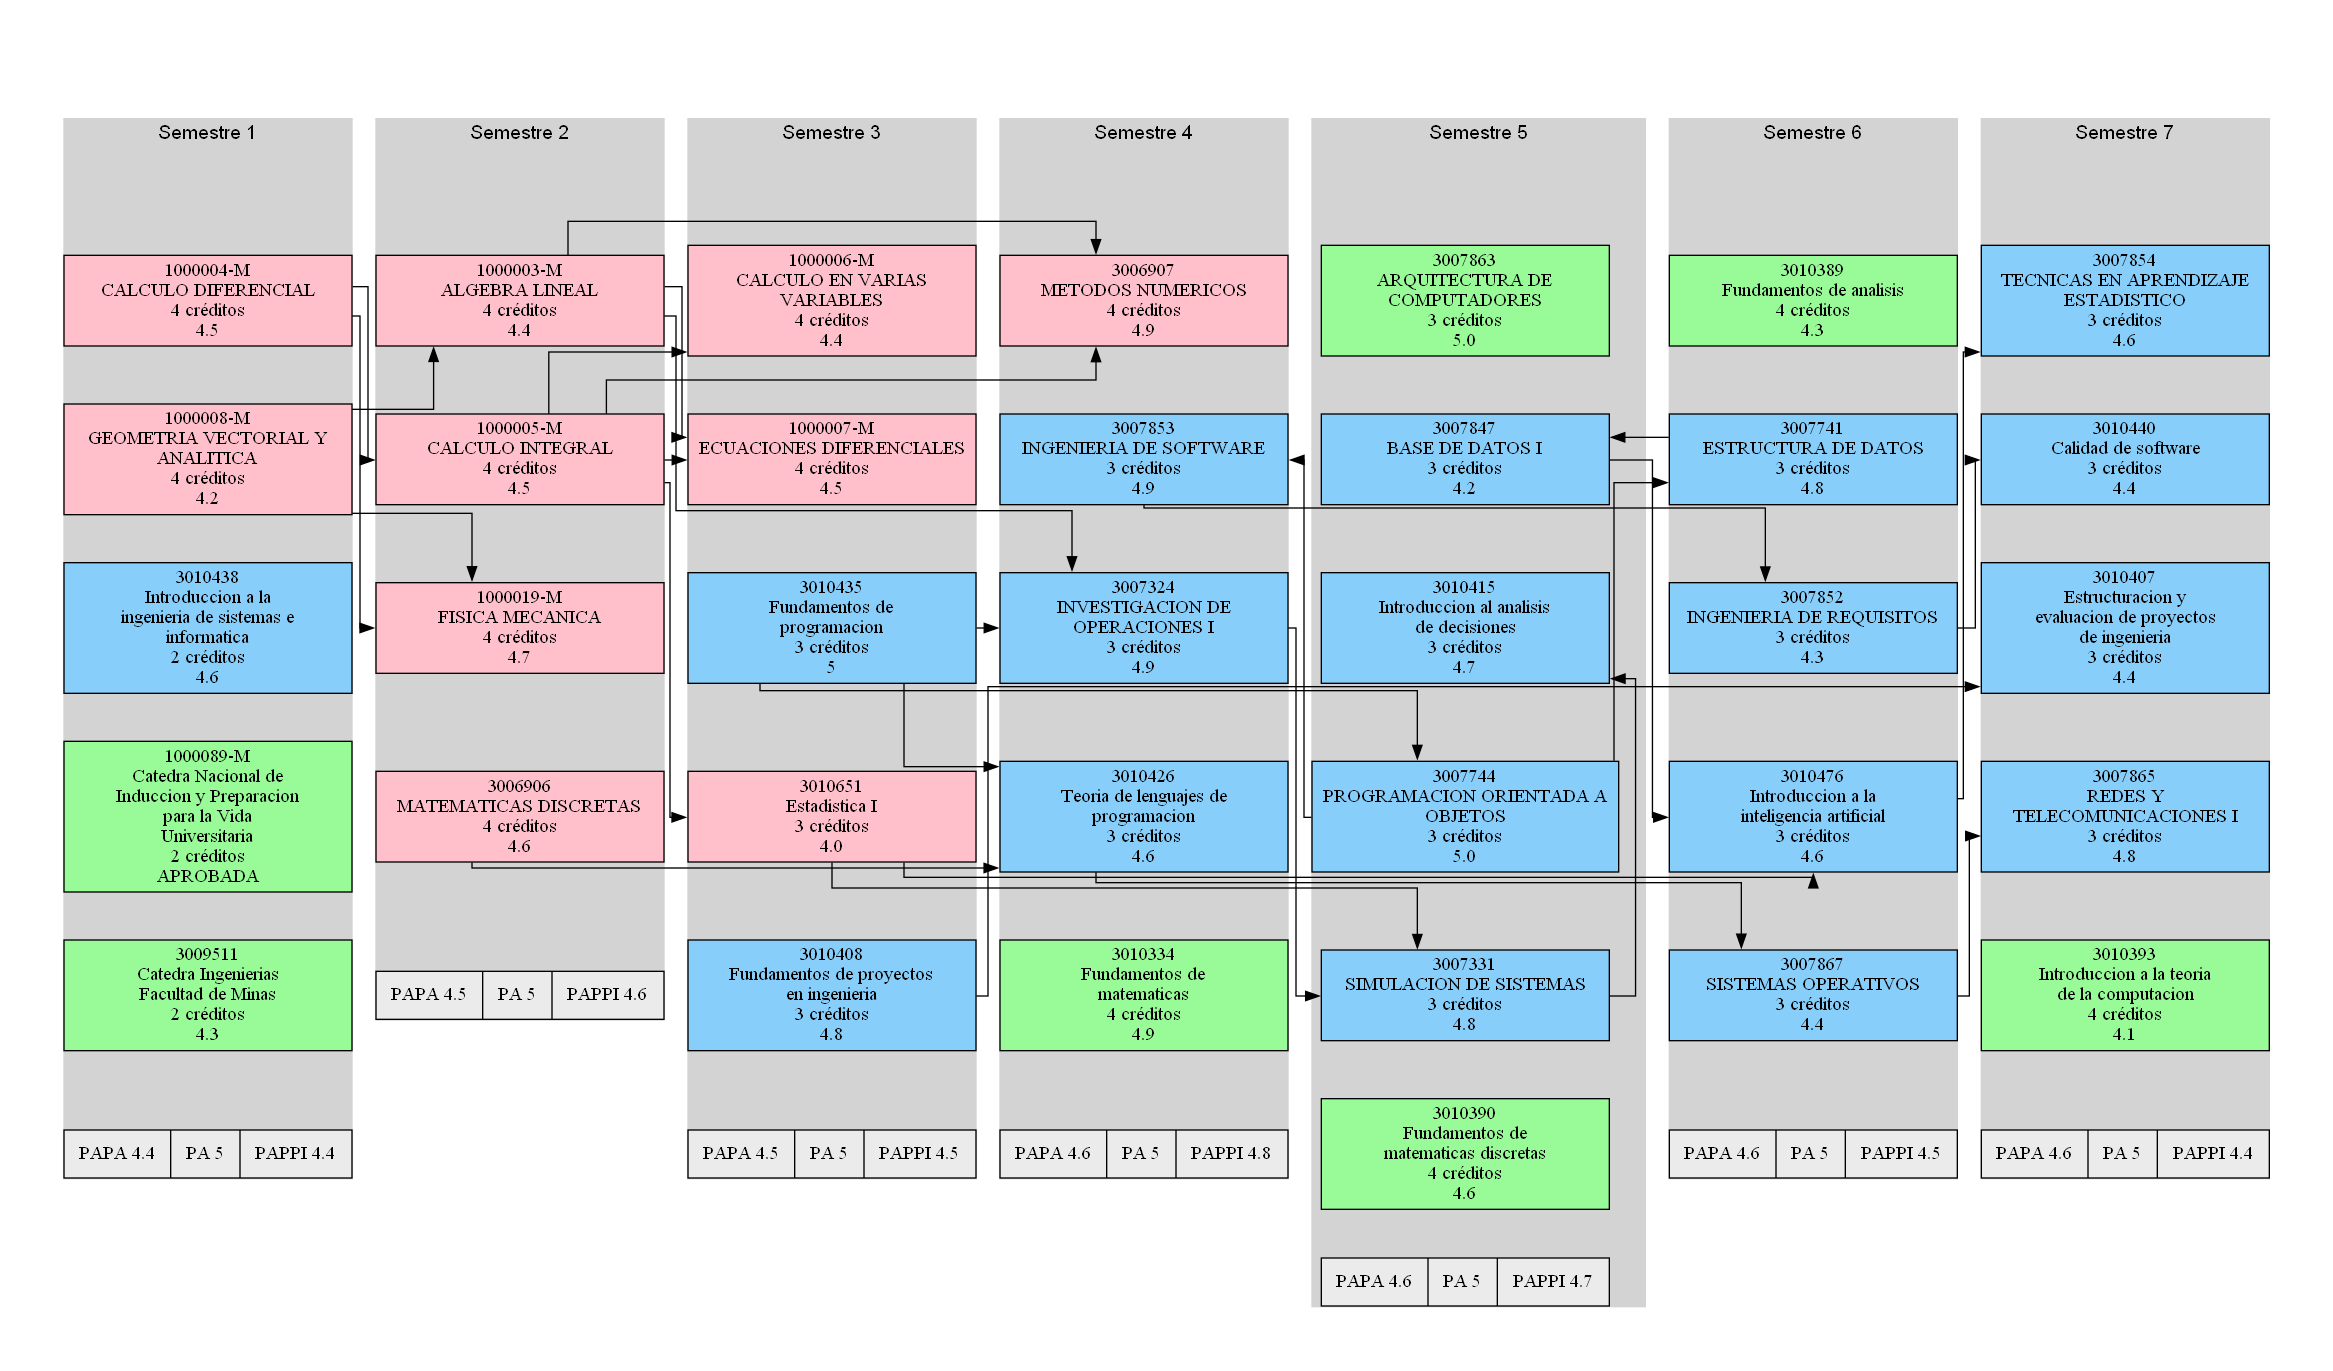 Semestre 1
1000004-M
CALCULO DIFERENCIAL
4 créditos
4.5
1000008-M
GEOMETRIA VECTORIAL Y
ANALITICA
4 créditos
4.2
3010438
Introduccion a la
ingenieria de sistemas e
informatica
2 créditos
4.6
1000089-M
Catedra Nacional de
Induccion y Preparacion
para la Vida
Universitaria
2 créditos
APROBADA
3009511
Catedra Ingenierias
Facultad de Minas
2 créditos
4.3
PAPA 4.4 PA 5 PAPPI 4.4
Semestre 2
1000003-M
ALGEBRA LINEAL
4 créditos
4.4
1000005-M
CALCULO INTEGRAL
4 créditos
4.5
1000019-M
FISICA MECANICA
4 créditos
4.7
3006906
MATEMATICAS DISCRETAS
4 créditos
4.6
PAPA 4.5 PA 5 PAPPI 4.6
Semestre 3
1000006-M
CALCULO EN VARIAS
VARIABLES
4 créditos
4.4
1000007-M
ECUACIONES DIFERENCIALES
4 créditos
4.5
3010435
Fundamentos de
programacion
3 créditos
5
3010651
Estadistica I
3 créditos
4.0
3010408
Fundamentos de proyectos
en ingenieria
3 créditos
4.8
PAPA 4.5 PA 5 PAPPI 4.5
Semestre 4
3006907
METODOS NUMERICOS
4 créditos
4.9
3007853
INGENIERIA DE SOFTWARE
3 créditos
4.9
3007324
INVESTIGACION DE
OPERACIONES I
3 créditos
4.9
3010426
Teoria de lenguajes de
programacion
3 créditos
4.6
3010334
Fundamentos de
matematicas
4 créditos
4.9
PAPA 4.6 PA 5 PAPPI 4.8
Semestre 5
3007863
ARQUITECTURA DE
COMPUTADORES
3 créditos
5.0
3007847
BASE DE DATOS I
3 créditos
4.2
3010415
Introduccion al analisis
de decisiones
3 créditos
4.7
3007744
PROGRAMACION ORIENTADA A
OBJETOS
3 créditos
5.0
3007331
SIMULACION DE SISTEMAS
3 créditos
4.8
3010390
Fundamentos de
matematicas discretas
4 créditos
4.6
PAPA 4.6 PA 5 PAPPI 4.7
Semestre 6
3010389
Fundamentos de analisis
4 créditos
4.3
3007741
ESTRUCTURA DE DATOS
3 créditos
4.8
3007852
INGENIERIA DE REQUISITOS
3 créditos
4.3
3010476
Introduccion a la
inteligencia artificial
3 créditos
4.6
3007867
SISTEMAS OPERATIVOS
3 créditos
4.4
PAPA 4.6 PA 5 PAPPI 4.5
Semestre 7
3007854
TECNICAS EN APRENDIZAJE
ESTADISTICO
3 créditos
4.6
3010440
Calidad de software
3 créditos
4.4
3010407
Estructuracion y
evaluacion de proyectos
de ingenieria
3 créditos
4.4
3007865
REDES Y
TELECOMUNICACIONES I
3 créditos
4.8
3010393
Introduccion a la teoria
de la computacion
4 créditos
4.1
PAPA 4.6 PA 5 PAPPI 4.4